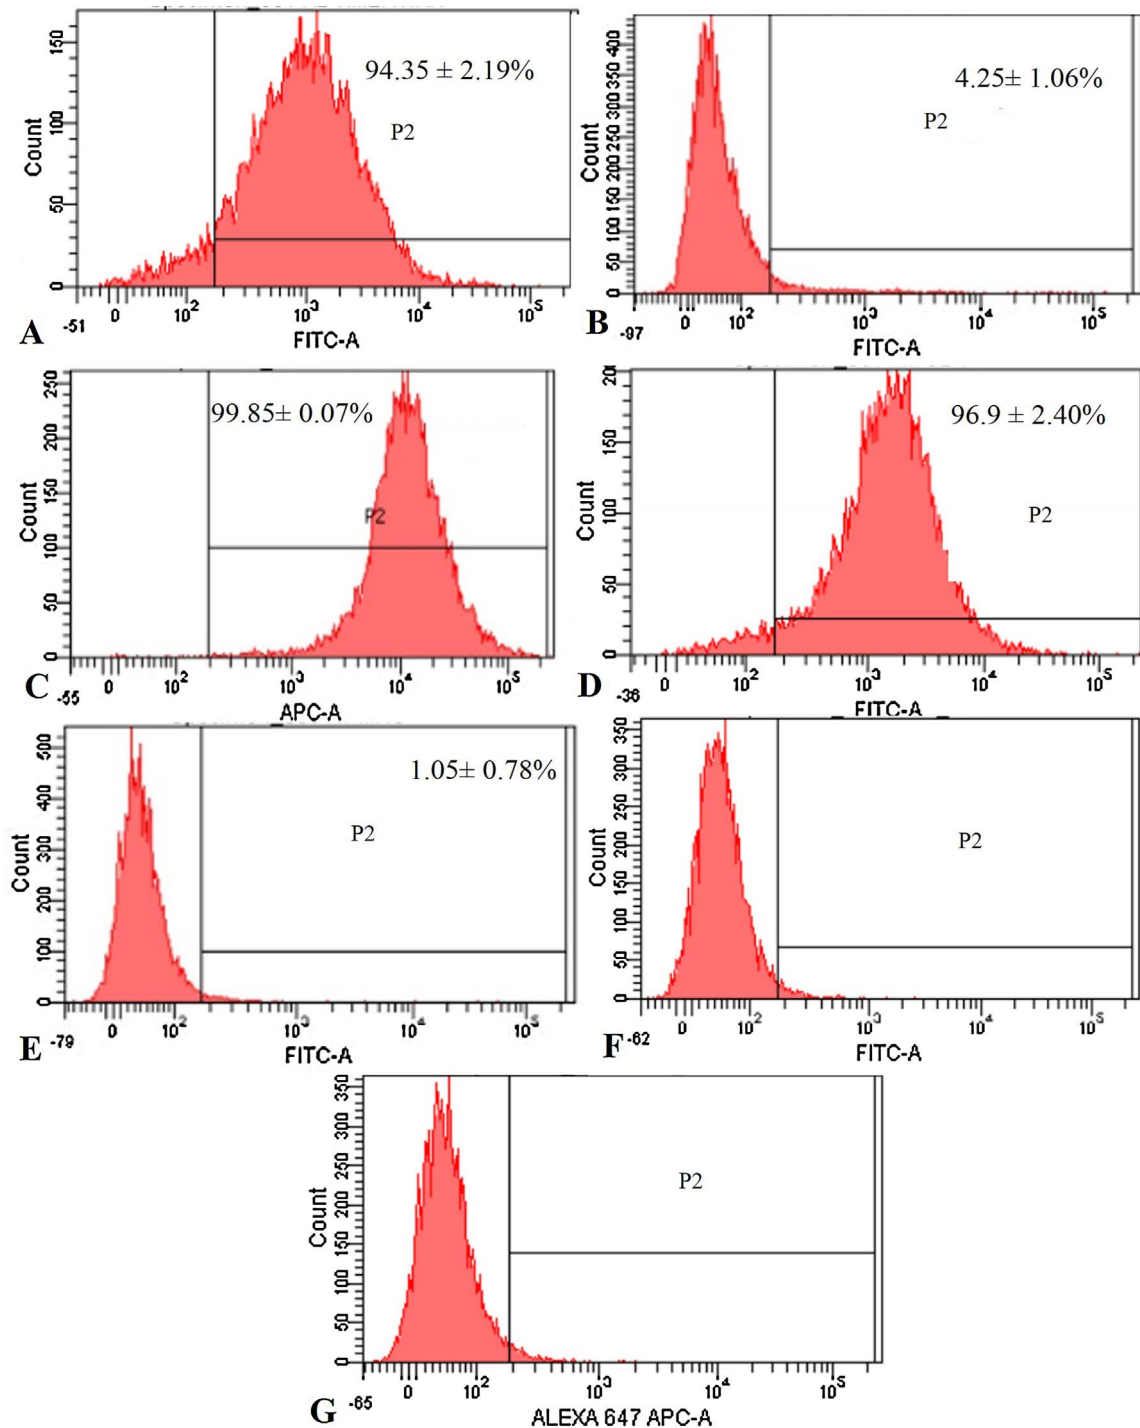 94.35 ± 2.19%
P2
Count
0 50 100 150
-51 0 10² 10³ 10⁴ 10⁵
FITC-A
A
4.25± 1.06%
P2
Count
0 50 100 150 200 250 300 350 400
-97 0 10² 10³ 10⁴ 10⁵
FITC-A
B
99.85± 0.07%
P2
Count
0 50 100 150 200 250
-55 0 10² 10³ 10⁴ 10⁵
APC-A
C
96.9 ± 2.40%
P2
Count
0 50 100 150 20
-36 0 10² 10³ 10⁴ 10⁵
FITC-A
D
1.05± 0.78%
P2
Count
0 100 200 300 400 500
-79 0 10² 10³ 10⁴ 10⁵
FITC-A
E
P2
Count
0 50 100 150 200 250 300 350
-62 0 10² 10³ 10⁴ 10⁵
FITC-A
F
P2
Count
0 50 100 150 200 250 300 350
-65 0 10² 10³ 10⁴ 10⁵
ALEXA 647 APC-A
G